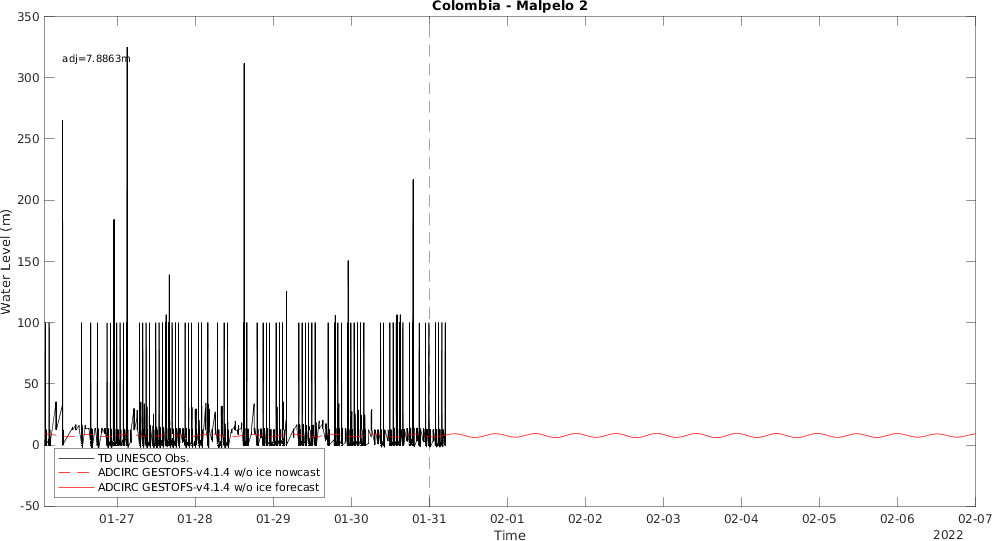 Colombia - Malpelo 2
adj=7.8863m
Water Level (m)
350
300
250
200
150
100
50
0
-50
TD UNESCO Obs.
ADCIRC GESTOFS-v4.1.4 w/o ice nowcast
ADCIRC GESTOFS-v4.1.4 w/o ice forecast
01-27 01-28 01-29 01-30 01-31 02-01 02-02 02-03 02-04 02-05 02-06 02-07
Time
2022